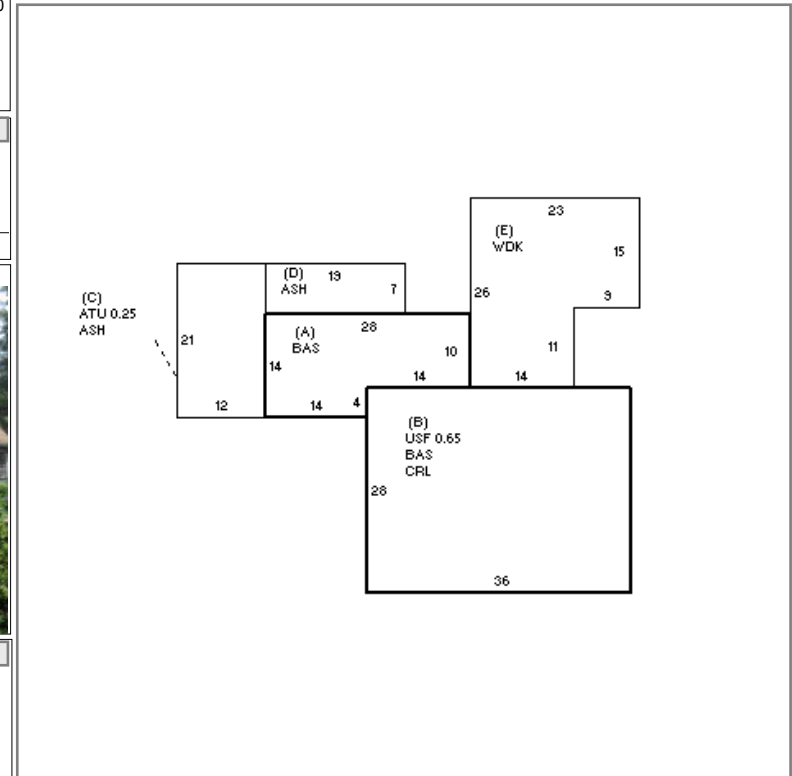 23
(E)
WDK
15
26
9
11
14
(D)
ASH
19
7
(C)
ATU 0.25
ASH
21
12
(A)
BAS
28
10
14
14
14
4
(B)
USF 0.65
BAS
CRL
28
36